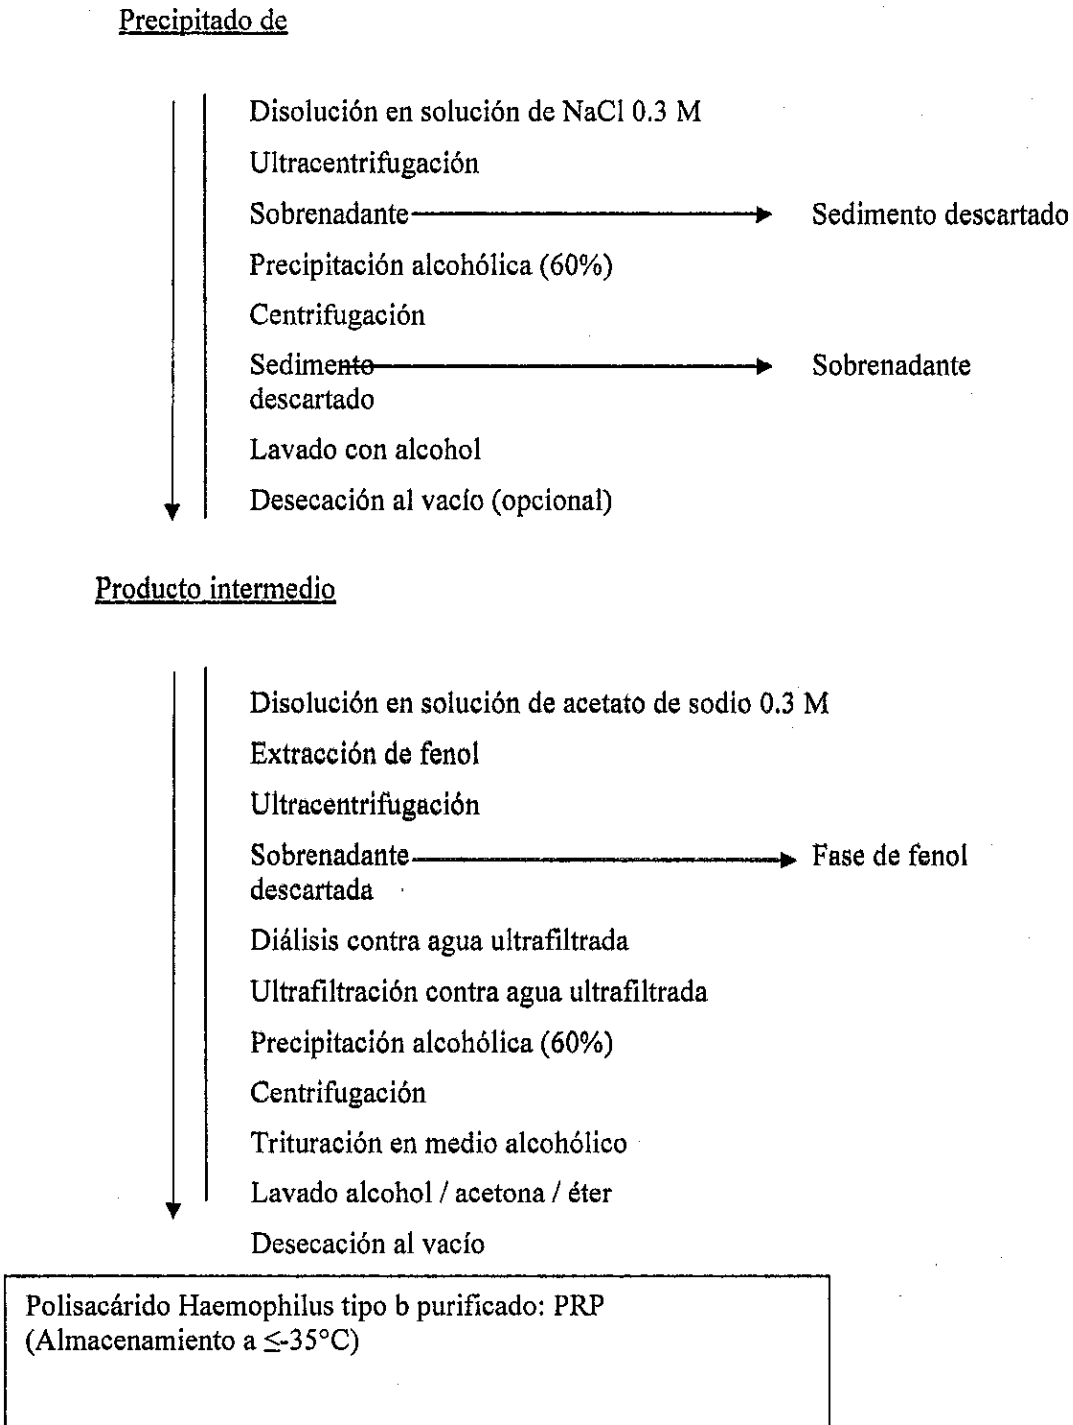 Precipitado de
Disolución en solución de NaCl 0.3 M
Ultracentrifugación
Sobrenadante Sedimento descartado
Precipitación alcohólica (60%)
Centrifugación
Sedimento Sobrenadante
descartado
Lavado con alcohol
Desecación al vacío (opcional)
Producto intermedio
Disolución en solución de acetato de sodio 0.3 M
Extracción de fenol
Ultracentrifugación
Sobrenadante Fase de fenol
descartada
Diálisis contra agua ultrafiltrada
Ultrafiltración contra agua ultrafiltrada
Precipitación alcohólica (60%)
Centrifugación
Trituración en medio alcohólico
Lavado alcohol / acetona / éter
Desecación al vacío
Polisacárido Haemophilus tipo b purificado: PRP
(Almacenamiento a ≤-35°C)